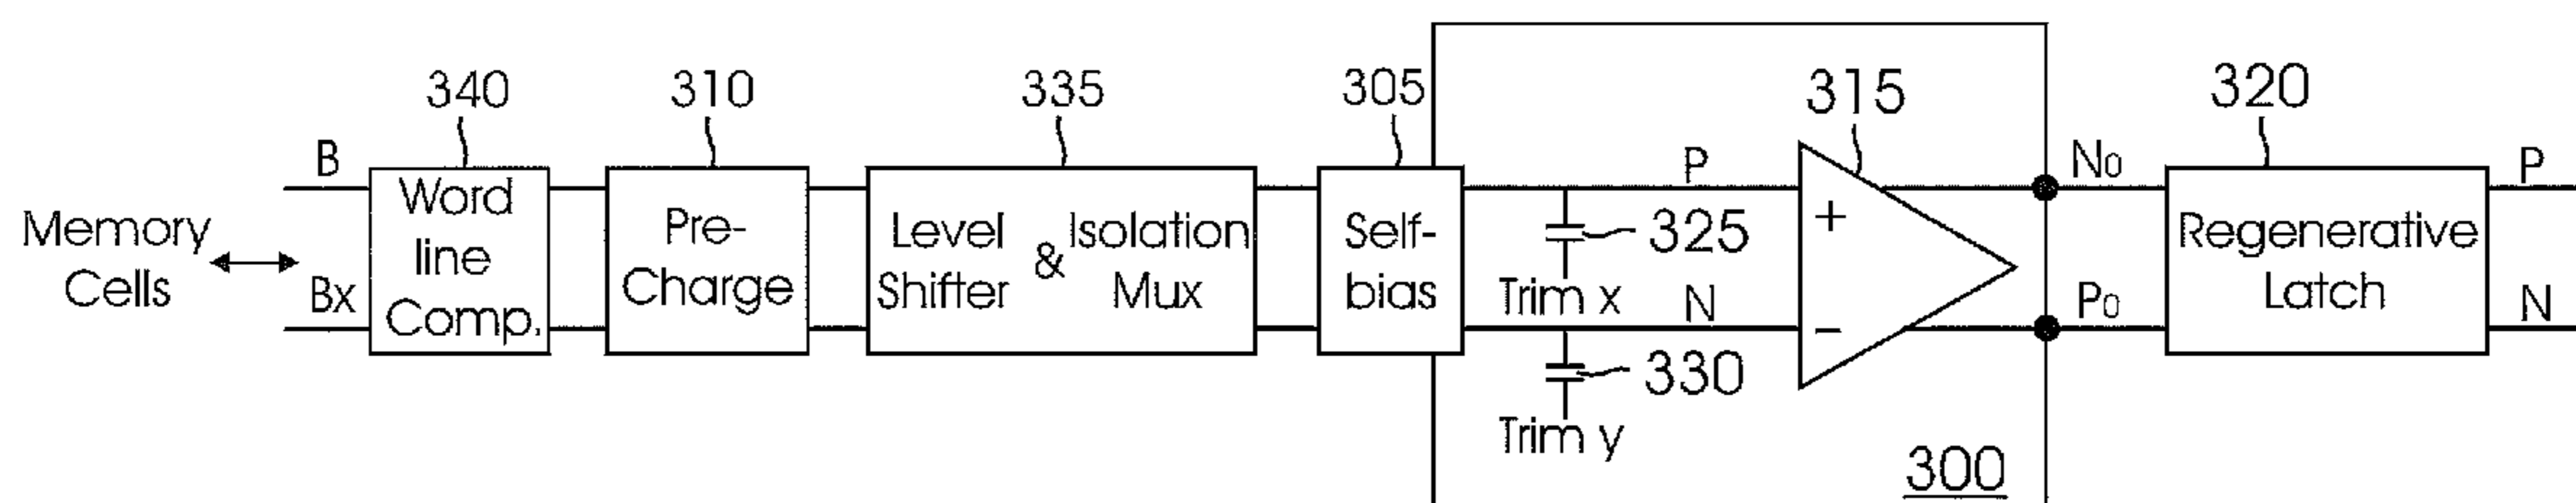 340
310
335
305
315
320
B
Bx
Memory
Cells
Word
line
Comp.
Pre-
Charge
Level
Shifter
&
Isolation
Mux
Self-
bias
P
325
Trim x
N
330
Trim y
+
−
N0
P0
Regenerative
Latch
P
N
300